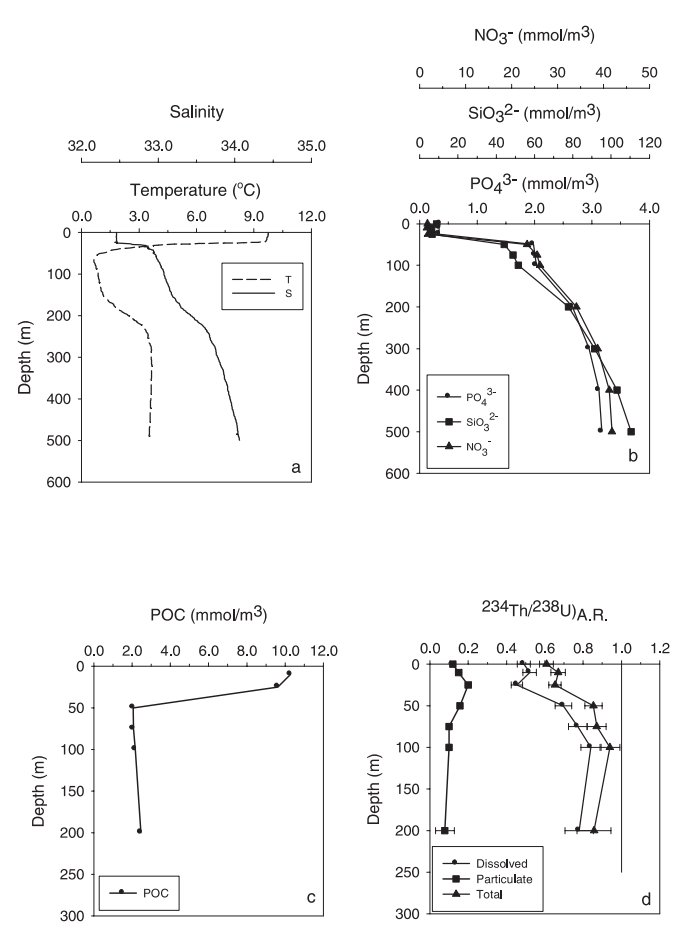 Salinity
32.0 33.0 34.0 35.0
Temperature (oC)
0.0 3.0 6.0 9.0 12.0
0
100
200
300
400
500
600
Depth (m)
T
S
a
NO3- (mmol/m3)
0 10 20 30 40 50
SiO32- (mmol/m3)
0 20 40 60 80 100 120
PO43- (mmol/m3)
0.0 1.0 2.0 3.0 4.0
0
100
200
300
400
500
600
Depth (m)
PO43-
SiO32-
NO3-
b
POC (mmol/m3)
0.0 2.0 4.0 6.0 8.0 10.0 12.0
0
50
100
150
200
250
300
Depth (m)
POC
c
234Th/238U)A.R.
0.0 0.2 0.4 0.6 0.8 1.0 1.2
0
50
100
150
200
250
300
Depth (m)
Dissolved
Particulate
Total
d